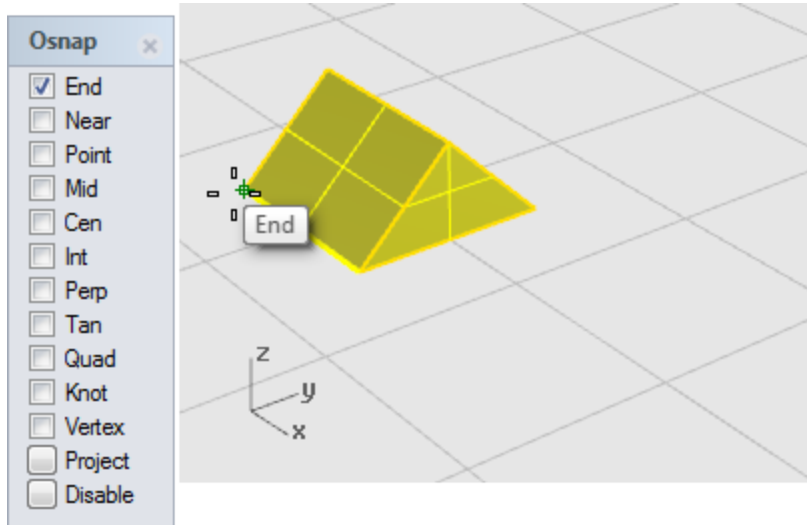 Osnap
End
Near
Point
Mid
Cen
Int
Perp
Tan
Quad
Knot
Vertex
Project
Disable
End
z
y
x